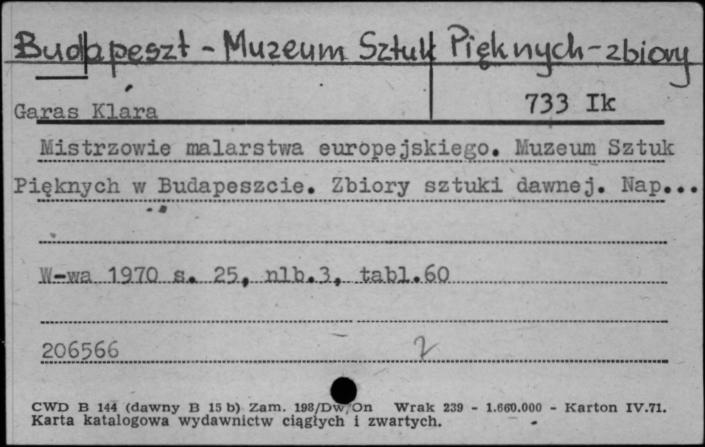 Budapeszt - Muzeum Sztuk Pięknych - zbiory
Garas Klara 733 Ik
Mistrzowie malarstwa europejskiego. Muzeum Sztuk
Pięknych w Budapeszcie. Zbiory sztuki dawnej. Nap...
W-wa 1970 s. 25, nlb.3, tabl.60
206566
CWD B 144 (dawny B 15 b) Zam. 198/Dw/On Wrak 239 - 1.660.000 - Karton IV.71.
Karta katalogowa wydawnictw ciągłych i zwartych.